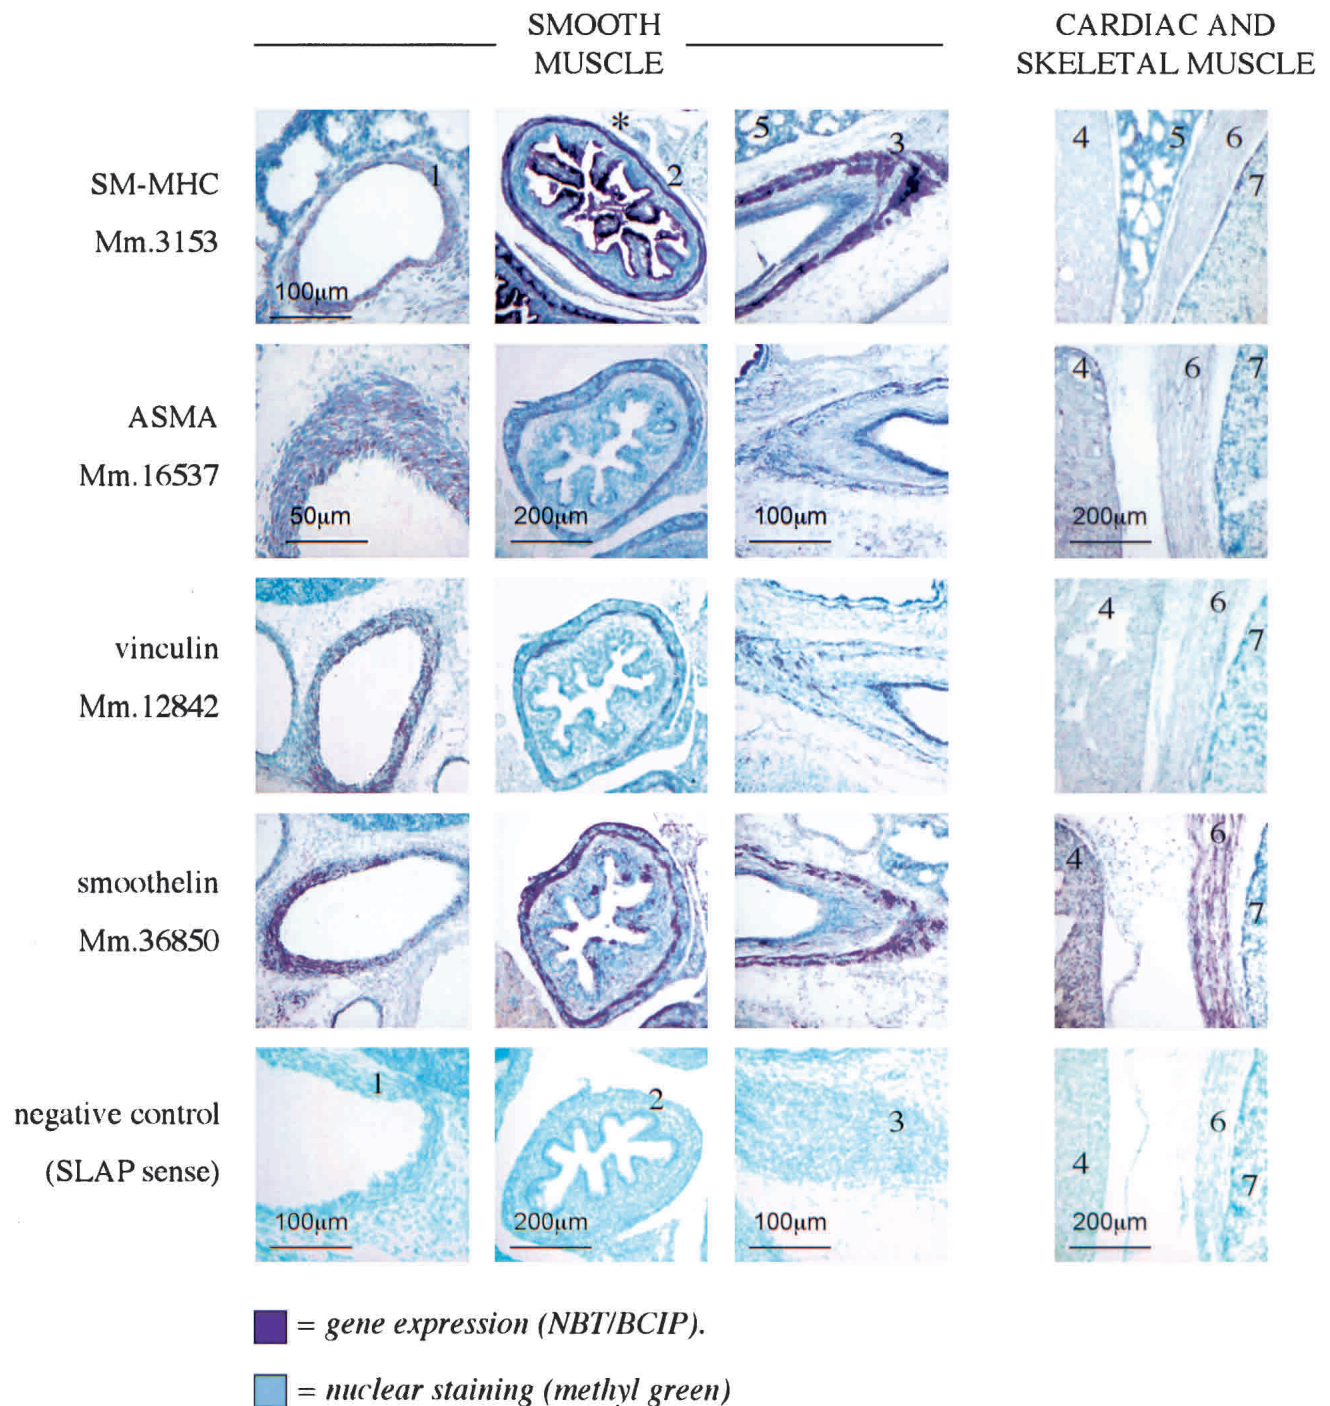 SMOOTH
MUSCLE
CARDIAC AND
SKELETAL MUSCLE
SM-MHC
Mm.3153
1
100µm
*
2
5
3
4
5
6
7
ASMA
Mm.16537
50µm
200µm
100µm
4
6
7
200µm
vinculin
Mm.12842
4
6
7
smoothelin
Mm.36850
4
6
7
negative control
(SLAP sense)
1
100µm
2
200µm
3
100µm
4
6
7
200µm
= gene expression (NBT/BCIP).
= nuclear staining (methyl green)